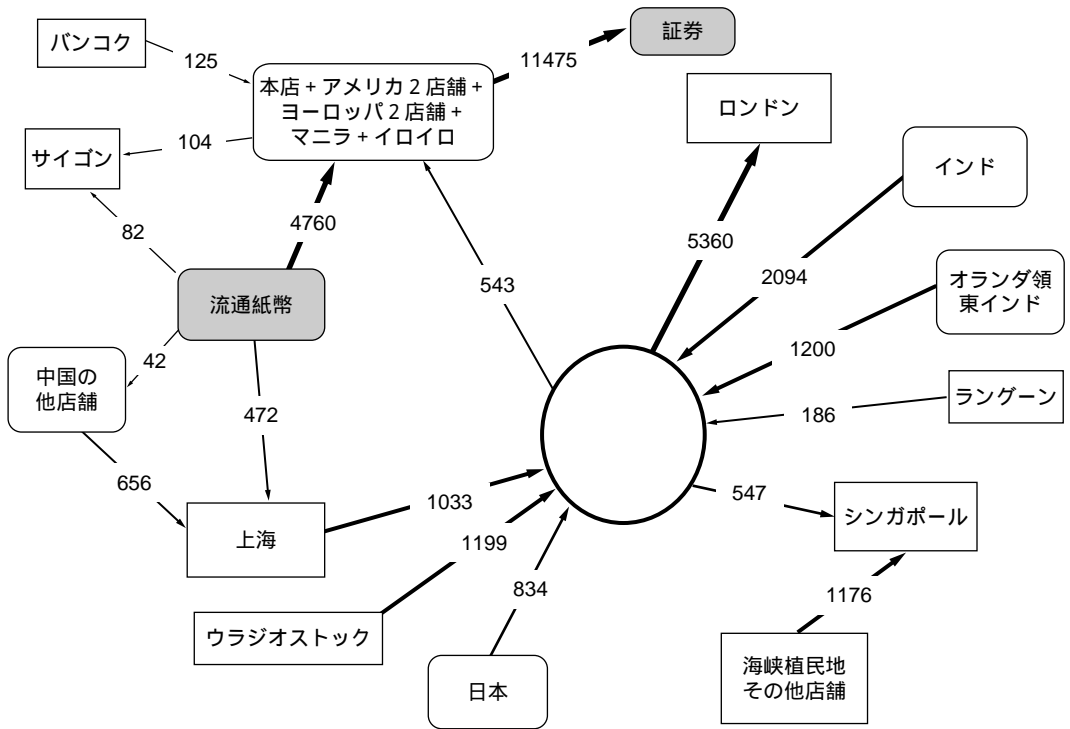 証券
バンコク
125
11475
本店 + アメリカ 2 店舗 +
ヨーロッパ 2 店舗 +
マニラ + イロイロ
ロンドン
104
サイゴン
インド
82
4760
5360
2094
543
流通紙幣
オランダ領
東インド
1200
42
中国の
他店舗
472
ラングーン
186
656
1033
547
シンガポール
上海
1199
834
1176
ウラジオストック
日本
海峡植民地
その他店舗